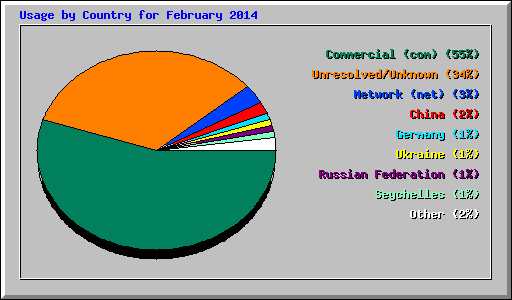 Usage by Country for February 2014
Commercial (com) (55%)
Unresolved/Unknown (34%)
Network (net) (3%)
China (2%)
Germany (1%)
Ukraine (1%)
Russian Federation (1%)
Seychelles (1%)
Other (2%)